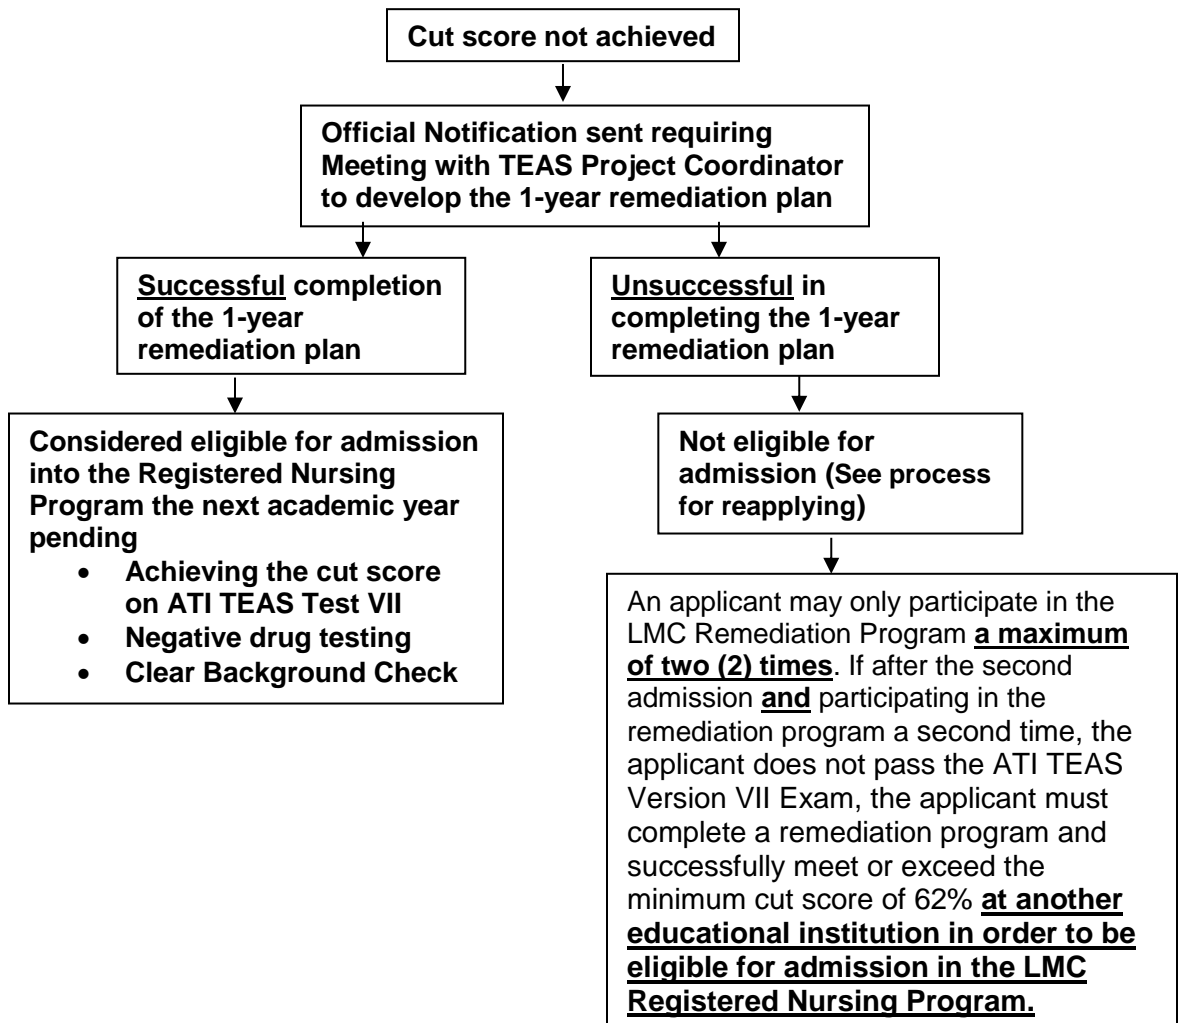 Cut score not achieved
Official Notification sent requiring
Meeting with TEAS Project Coordinator
to develop the 1-year remediation plan
Successful completion
of the 1-year
remediation plan
Unsuccessful in
completing the 1-year
remediation plan
Considered eligible for admission
into the Registered Nursing
Program the next academic year
pending
• Achieving the cut score
on ATI TEAS Test VII
• Negative drug testing
• Clear Background Check
Not eligible for
admission (See process
for reapplying)
An applicant may only participate in the
LMC Remediation Program a maximum
of two (2) times. If after the second
admission and participating in the
remediation program a second time, the
applicant does not pass the ATI TEAS
Version VII Exam, the applicant must
complete a remediation program and
successfully meet or exceed the
minimum cut score of 62% at another
educational institution in order to be
eligible for admission in the LMC
Registered Nursing Program.